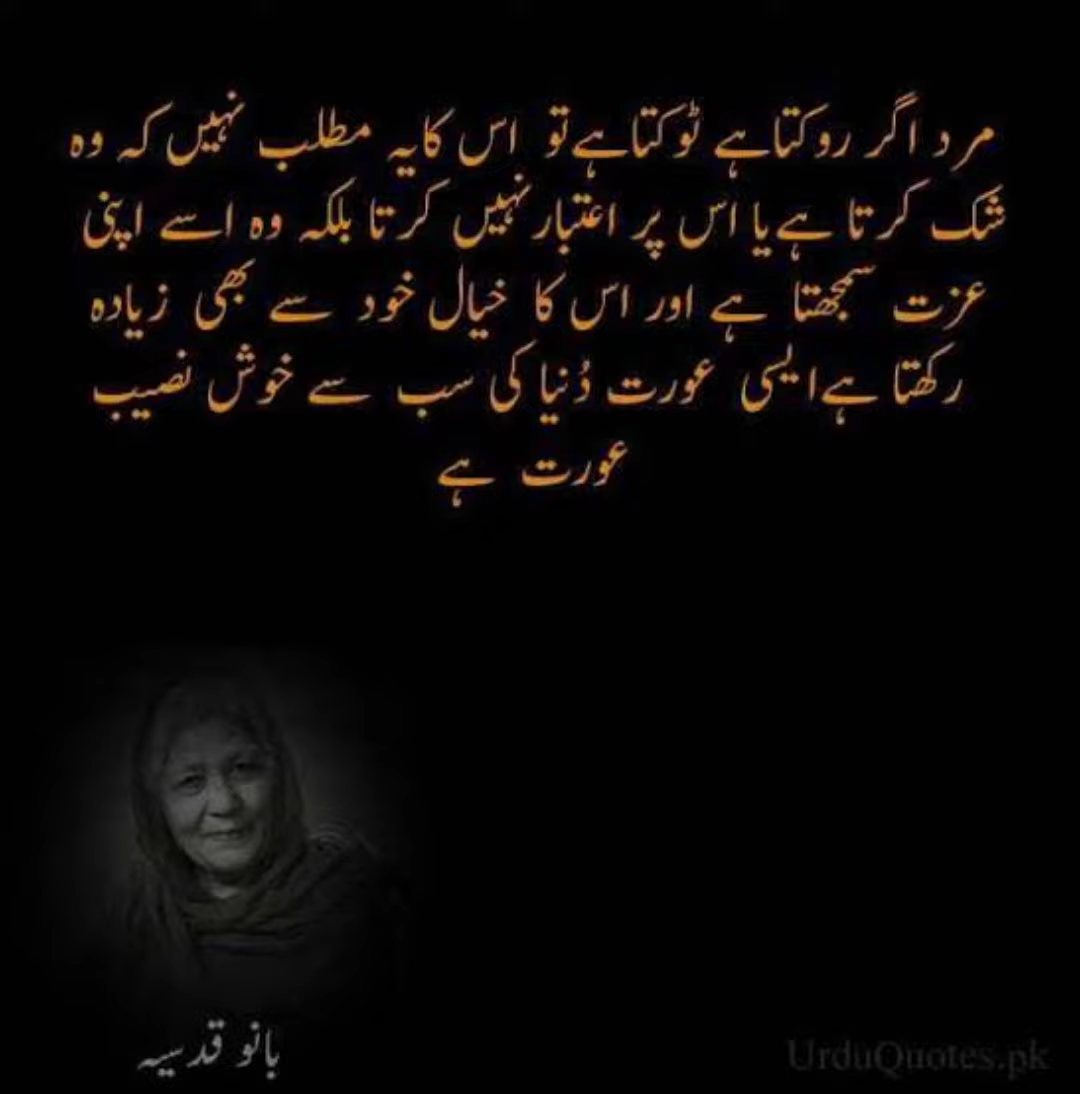 مرد اگر روکتا ہے ٹوکتا ہے تو اس کا یہ مطلب نہیں کہ وہ
شک کرتا ہے یا اس پر اعتبار نہیں کرتا بلکہ وہ اسے اپنی
عزت سمجھتا ہے اور اس کا خیال خود سے بھی زیادہ
رکھتا ہے ایسی عورت دُنیا کی سب سے خوش نصیب
عورت ہے
بانو قدسیہ
UrduQuotes.pk